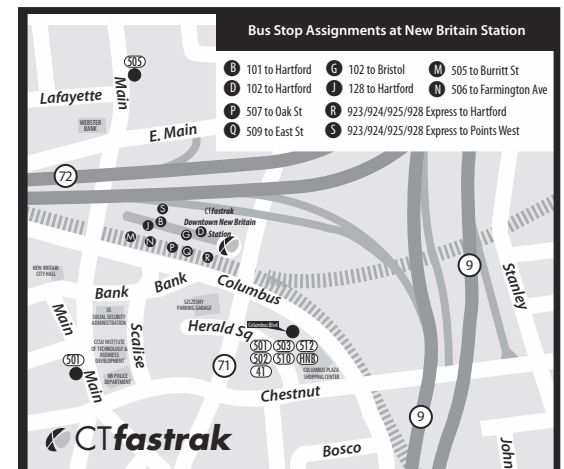 Bus Stop Assignments at New Britain Station
B 101 to Hartford
G 102 to Bristol
M 505 to Burritt St
D 102 to Hartford
J 128 to Hartford
N 506 to Farmington Ave
P 507 to Oak St
R 923/924/925/928 Express to Hartford
Q 509 to East St
S 923/924/925/928 Express to Points West
505
Main
Lafayette
WEBSTER
BANK
E. Main
72
S
CTfastrak
Downtown New Britain
Station
B
J
G
D
M
N
P
Q
R
NEW BRITAIN
CITY HALL
Bank
Bank
Columbus
9
Stanley
US
SOCIAL SECURITY
ADMINISTRATION
SZCZESNY
PARKING GARAGE
Main
Scalise
Herald Sq
Columbus Blvd
CCSU INSTITUTE
OF TECHNOLOGY &
BUSINESS
DEVELOPMENT
501 503 512
502 510 HNB
41
501
71
COLUMBUS PLAZA
SHOPPING CENTER
NB POLICE
DEPARTMENT
Main
Chestnut
9
CTfastrak
Bosco
John